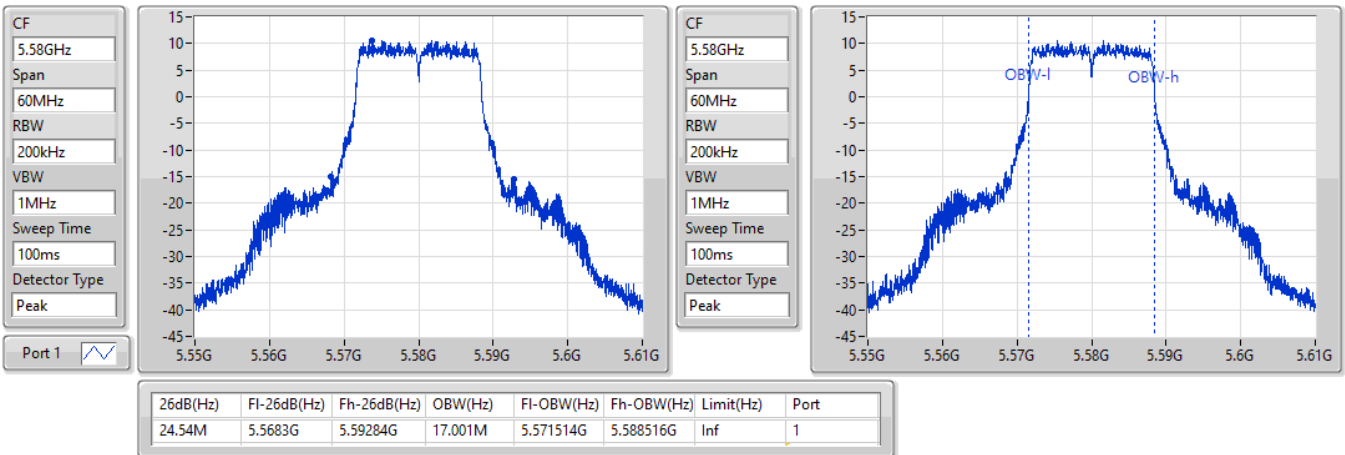 CF
5.58GHz
Span
60MHz
RBW
200kHz
VBW
1MHz
Sweep Time
100ms
Detector Type
Peak
Port 1
15
10
5
0
-5
-10
-15
-20
-25
-30
-35
-40
-45
5.55G 5.56G 5.57G 5.58G 5.59G 5.6G 5.61G
CF
5.58GHz
Span
60MHz
RBW
200kHz
VBW
1MHz
Sweep Time
100ms
Detector Type
Peak
15
10
5
0
-5
-10
-15
-20
-25
-30
-35
-40
-45
OBW-l OBW-h
5.55G 5.56G 5.57G 5.58G 5.59G 5.6G 5.61G
26dB(Hz) Fl-26dB(Hz) Fh-26dB(Hz) OBW(Hz) Fl-OBW(Hz) Fh-OBW(Hz) Limit(Hz) Port
24.54M 5.5683G 5.59284G 17.001M 5.571514G 5.588516G Inf 1